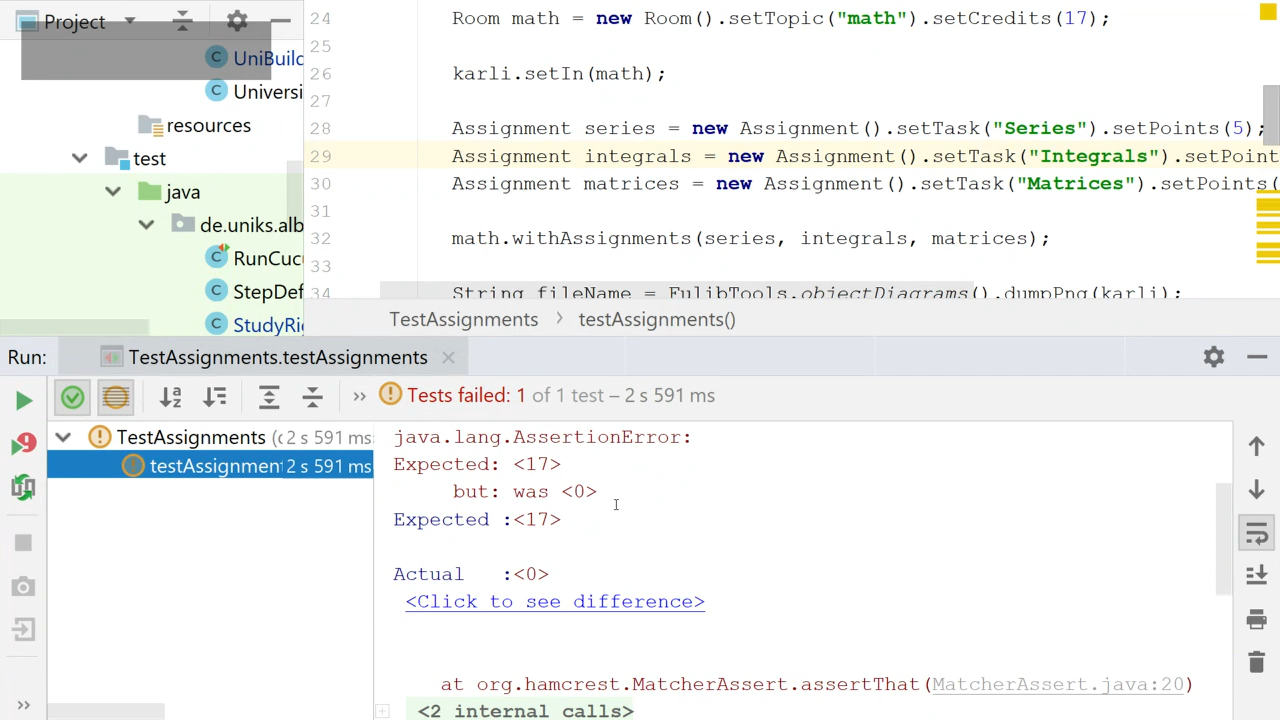 Project
UniBuild
Universi
resources
test
java
de.uniks.alb
RunCucu
StepDef
StudyRi
24 Room math = new Room().setTopic("math").setCredits(17);
25
26 karli.setIn(math);
27
28 Assignment series = new Assignment().setTask("Series").setPoints(5);
29 Assignment integrals = new Assignment().setTask("Integrals").setPoint
30 Assignment matrices = new Assignment().setTask("Matrices").setPoints(
31
32 math.withAssignments(series, integrals, matrices);
33
34 String fileName = FulibTools.objectDiagrams().dumpPng(karli);
TestAssignments > testAssignments()
Run: TestAssignments.testAssignments
Tests failed: 1 of 1 test – 2 s 591 ms
TestAssignments (c 2 s 591 ms
testAssignment 2 s 591 ms
java.lang.AssertionError:
Expected: <17>
but: was <0>
Expected :<17>
Actual :<0>
<Click to see difference>
at org.hamcrest.MatcherAssert.assertThat(MatcherAssert.java:20)
<2 internal calls>